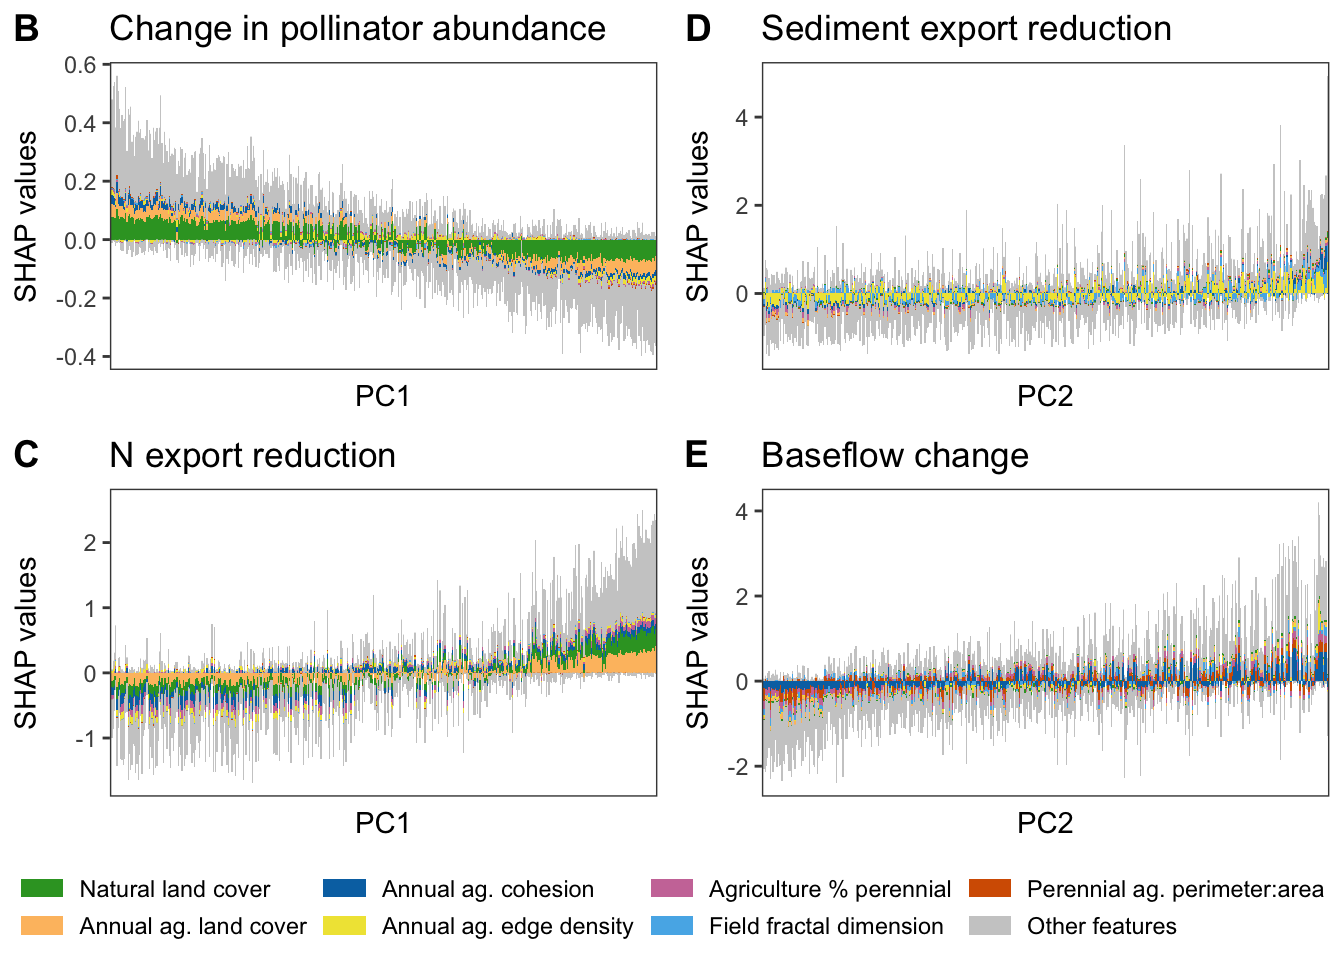 B Change in pollinator abundance
0.6
0.4
0.2
0.0
-0.2
-0.4
SHAP values
PC1
D Sediment export reduction
4
2
0
SHAP values
PC2
C N export reduction
2
1
0
-1
SHAP values
PC1
E Baseflow change
4
2
0
-2
SHAP values
PC2
Natural land cover
Annual ag. cohesion
Agriculture % perennial
Perennial ag. perimeter:area
Annual ag. land cover
Annual ag. edge density
Field fractal dimension
Other features